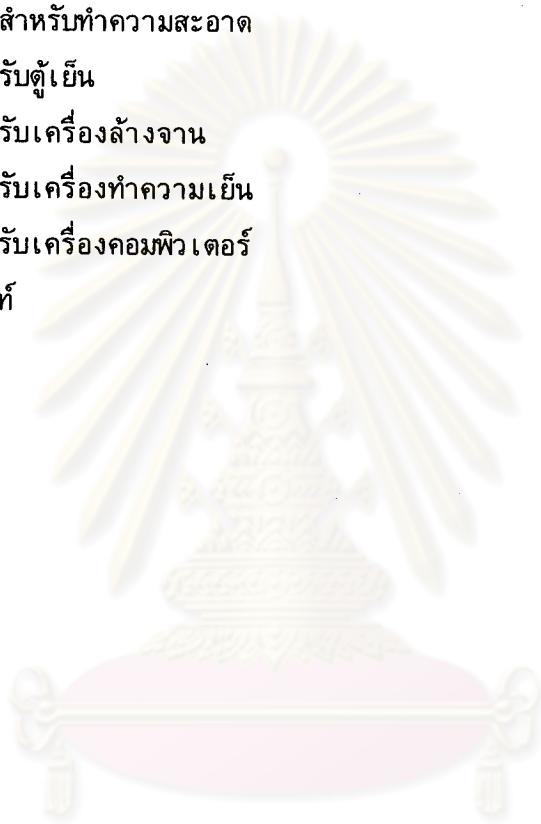 สำหรับทำความสะอาด
รับตู้เย็น
รับเครื่องล้างจาน
รับเครื่องทำความเย็น
รับเครื่องคอมพิวเตอร์
ท์